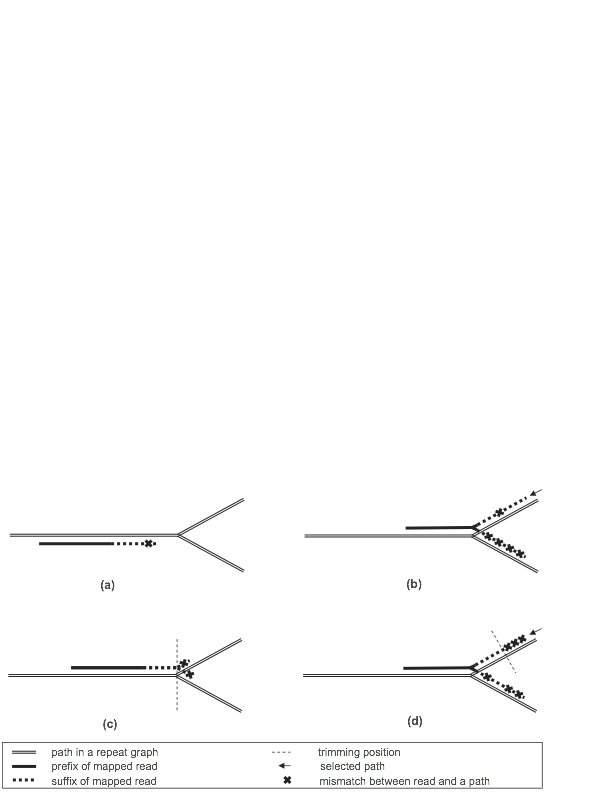 (a)
(b)
(c)
(d)
path in a repeat graph
trimming position
prefix of mapped read
selected path
suffix of mapped read
mismatch between read and a path